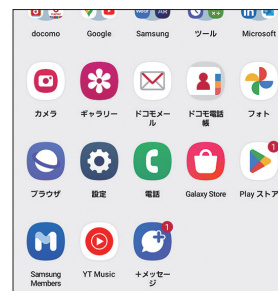 docomo Google Samsung ツール Microsoft
カメラ ギャラリー ドコモメール ドコモ電話帳 フォト
1
ブラウザ 設定 電話 Galaxy Store Play ストア
1
Samsung Members YT Music +メッセージ